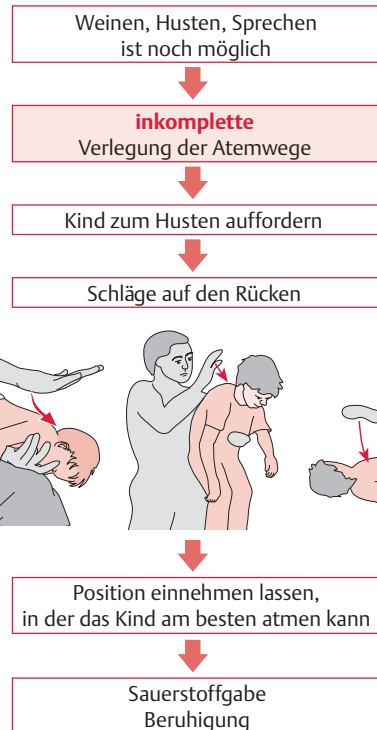 Weinen, Husten, Sprechen
ist noch möglich
inkomplette
Verlegung der Atemwege
Kind zum Husten auffordern
Schläge auf den Rücken
Position einnehmen lassen,
in der das Kind am besten atmen kann
Sauerstoffgabe
Beruhigung